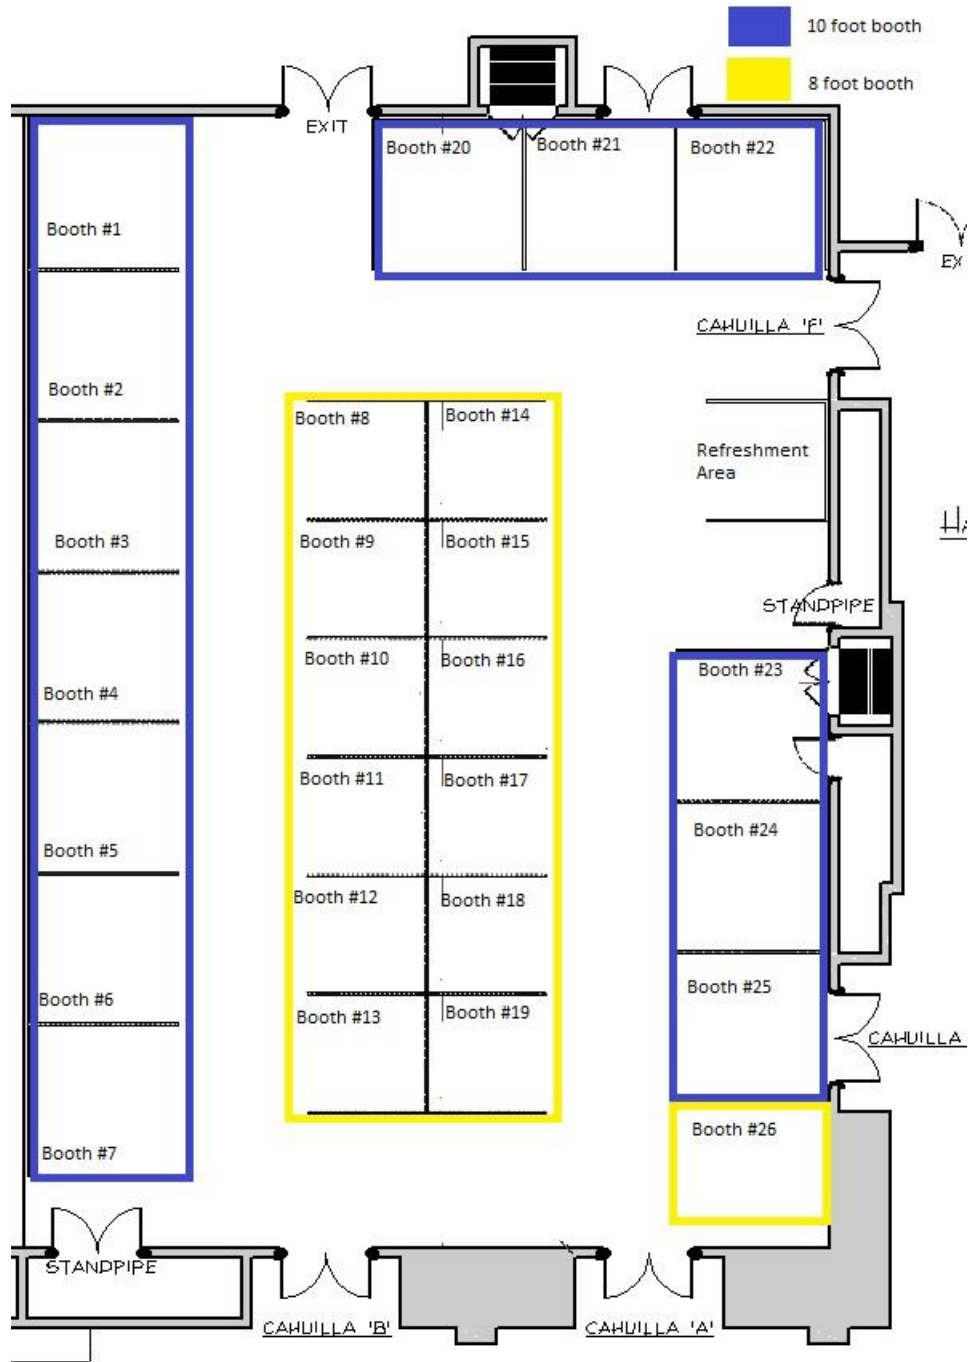 10 foot booth
8 foot booth
EXIT
Booth #20
Booth #21
Booth #22
Booth #1
EX
CAHUILLA 'F'
Booth #2
Booth #8
Booth #14
Refreshment
Area
Booth #3
Booth #9
Booth #15
HA
STANDPIPE
Booth #10
Booth #16
Booth #23
Booth #4
Booth #11
Booth #17
Booth #24
Booth #5
Booth #12
Booth #18
Booth #6
Booth #13
Booth #19
Booth #25
CAHUILLA
Booth #26
Booth #7
STANDPIPE
CAHUILLA 'B'
CAHUILLA 'A'